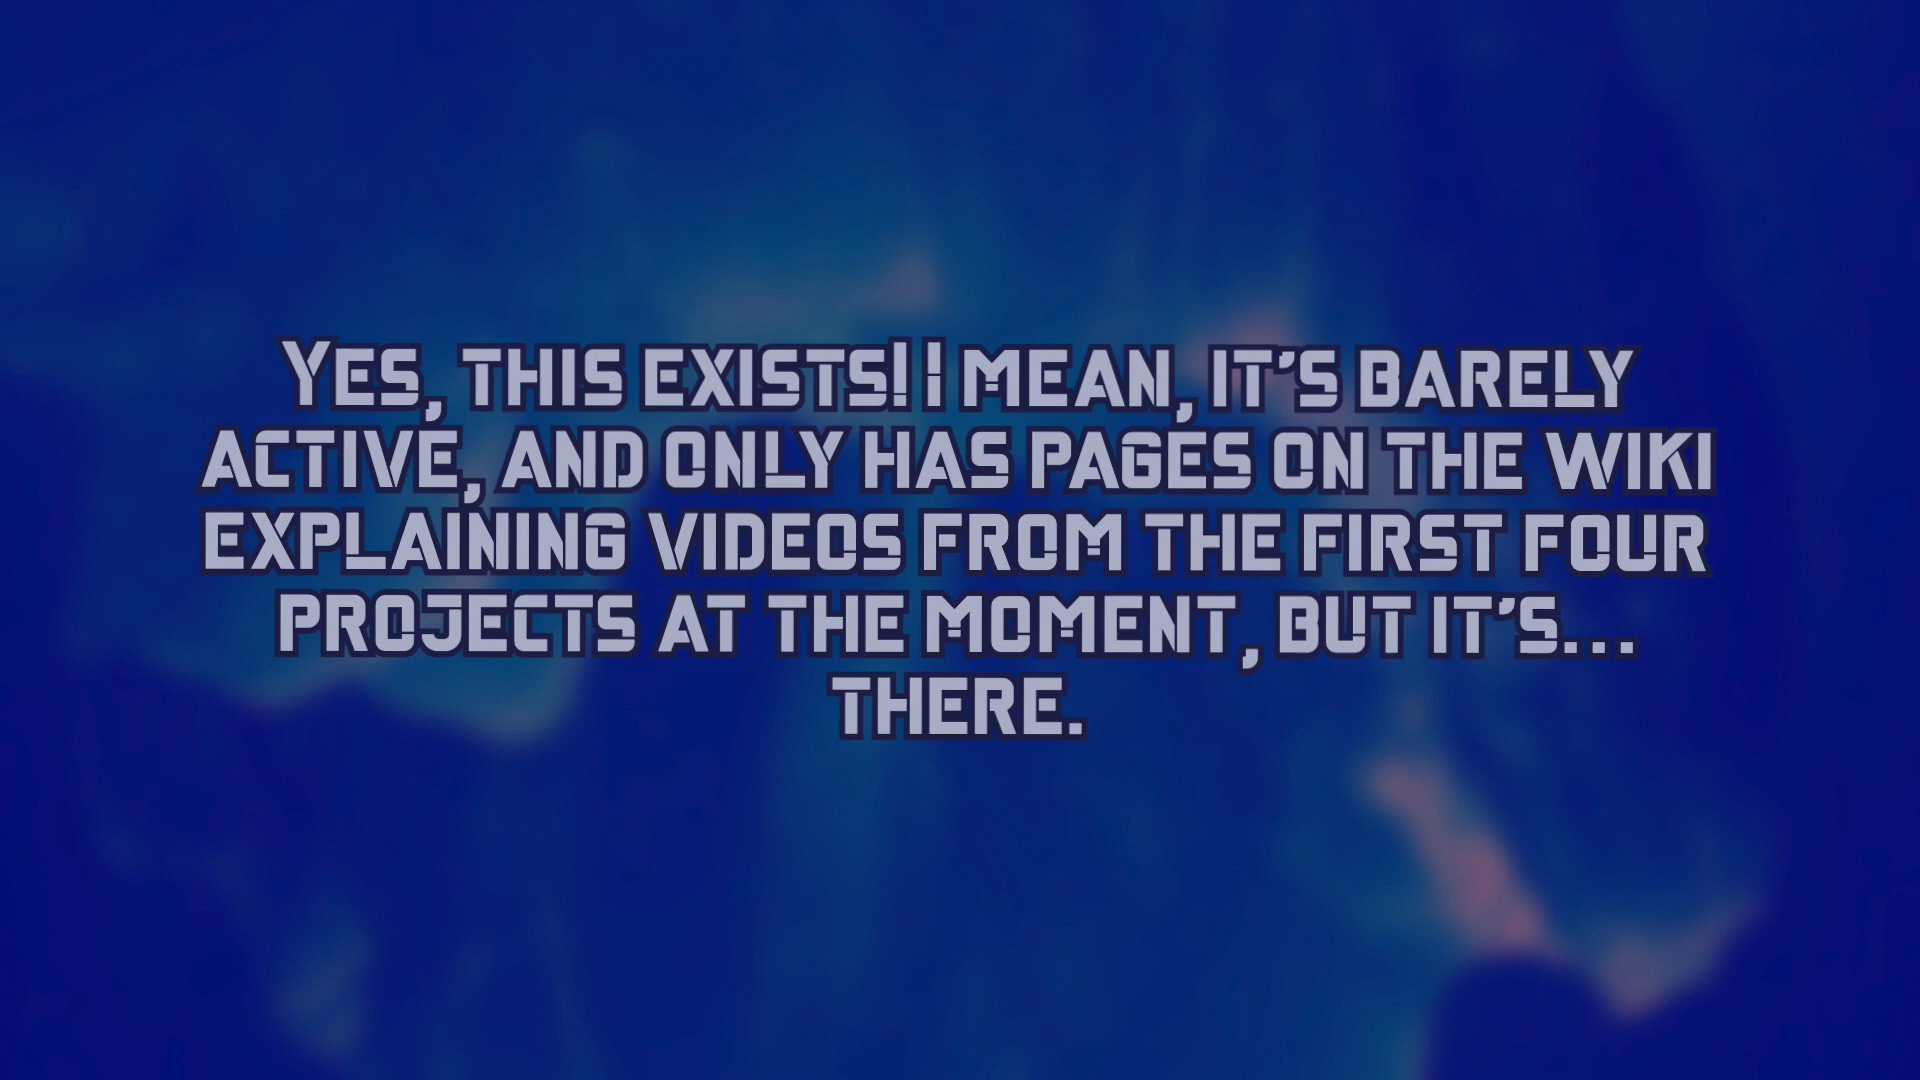 Yes, this exists! I mean, it's barely
active, and only has pages on the wiki
explaining videos from the first four
projects at the moment, but it's...
there.